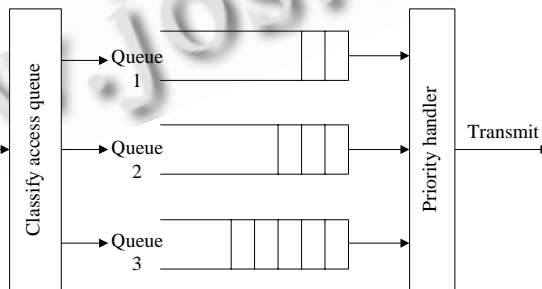 Classify access queue
Queue
1
Queue
2
Queue
3
Priority handler
Transmit